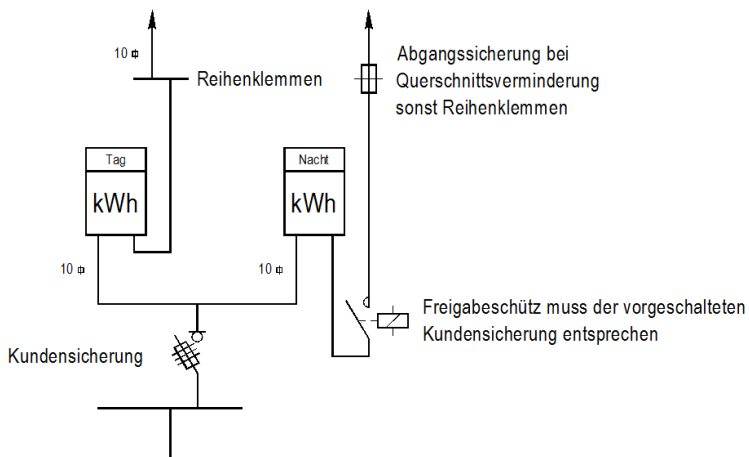 10 ⏀
Reihenklemmen
Abgangssicherung bei
Querschnittsverminderung
sonst Reihenklemmen
Tag
kWh
Nacht
kWh
10 ⏀
10 ⏀
Freigabeschütz muss der vorgeschalteten
Kundensicherung entsprechen
Kundensicherung